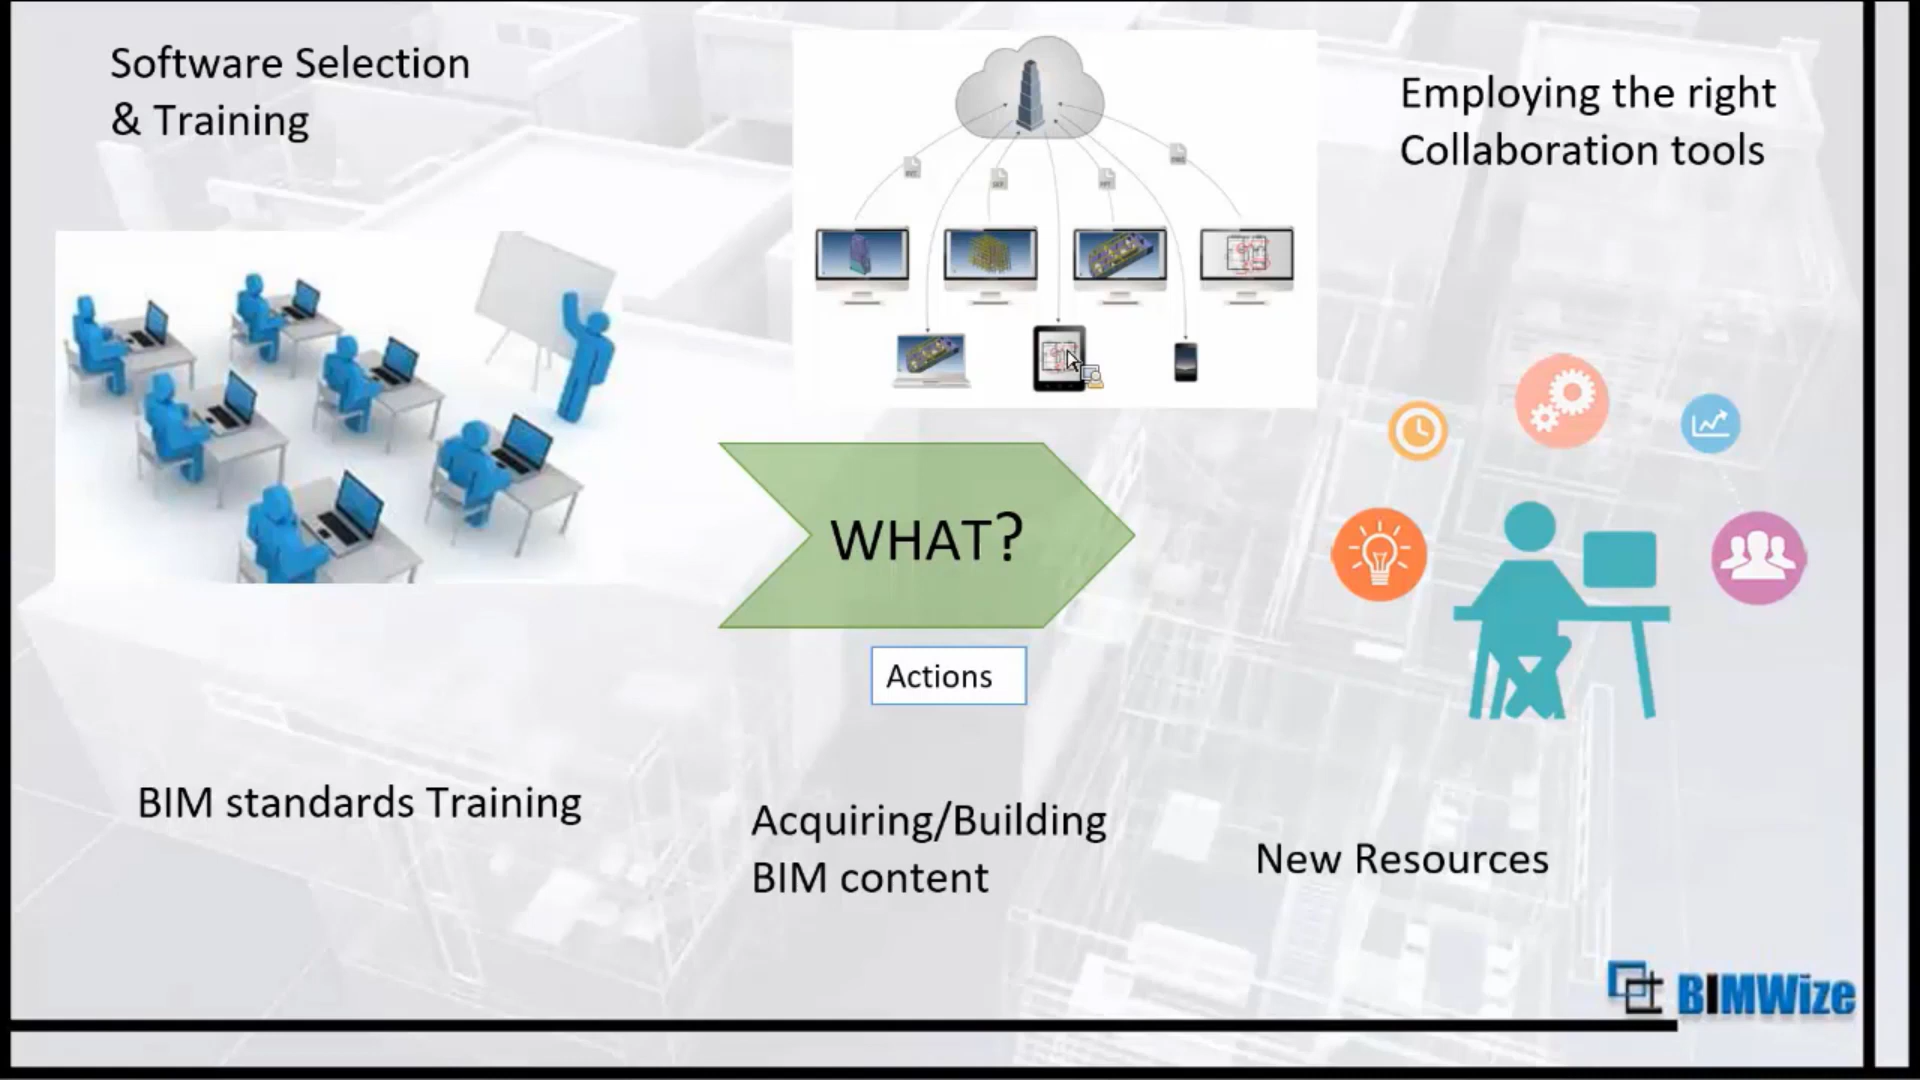 Software Selection
& Training
Employing the right
Collaboration tools
WHAT?
Actions
BIM standards Training
Acquiring/Building
BIM content
New Resources
BIMWize